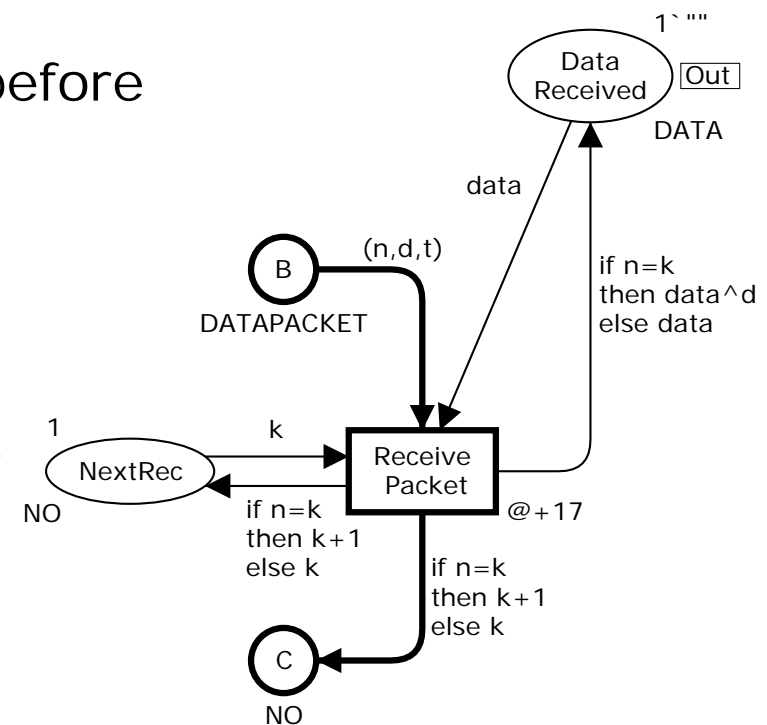 before
1`""
Data
Received
Out
DATA
data
(n,d,t)
B
DATAPACKET
if n=k
then data^d
else data
1
k
NextRec
NO
Receive
Packet
@+17
if n=k
then k+1
else k
if n=k
then k+1
else k
C
NO